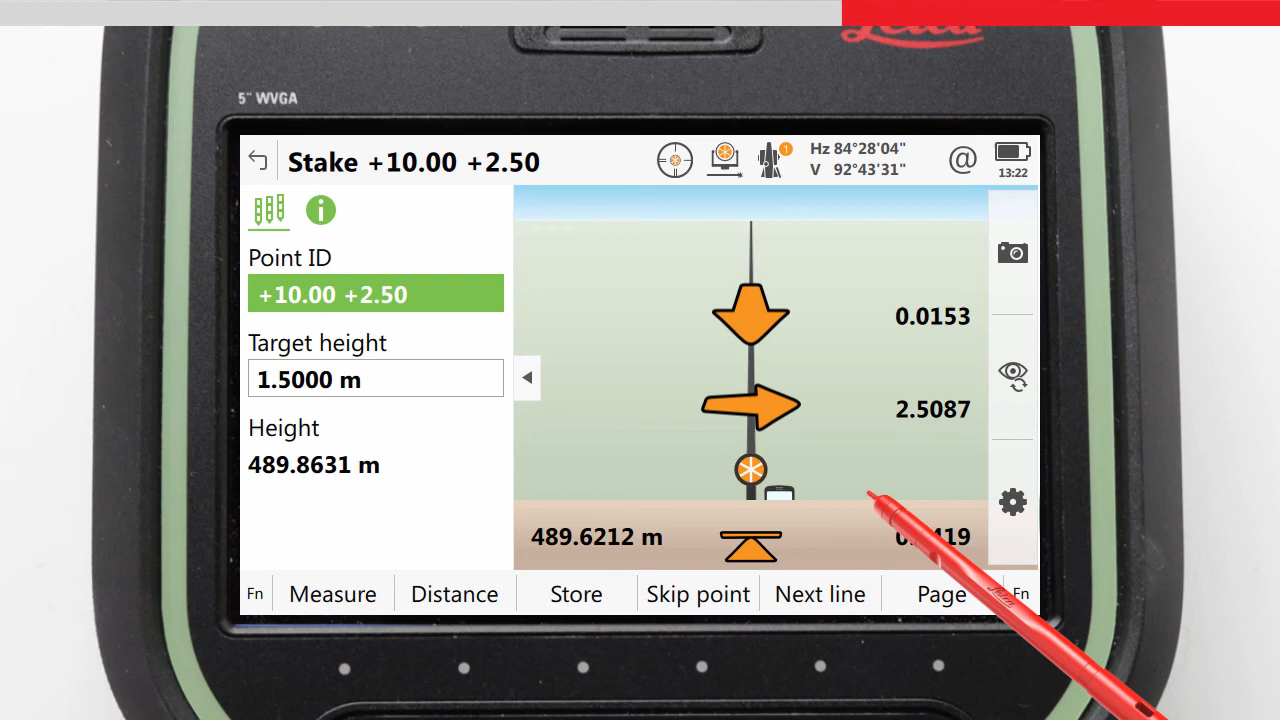 Leica
5" WVGA
Stake +10.00 +2.50
1
Hz 84°28'04"
V 92°43'31"
@
13:22
Point ID
+10.00 +2.50
Target height
1.5000 m
Height
489.8631 m
0.0153
2.5087
489.6212 m
Fn
Measure
Distance
Store
Skip point
Next line
Page
Fn
Leica